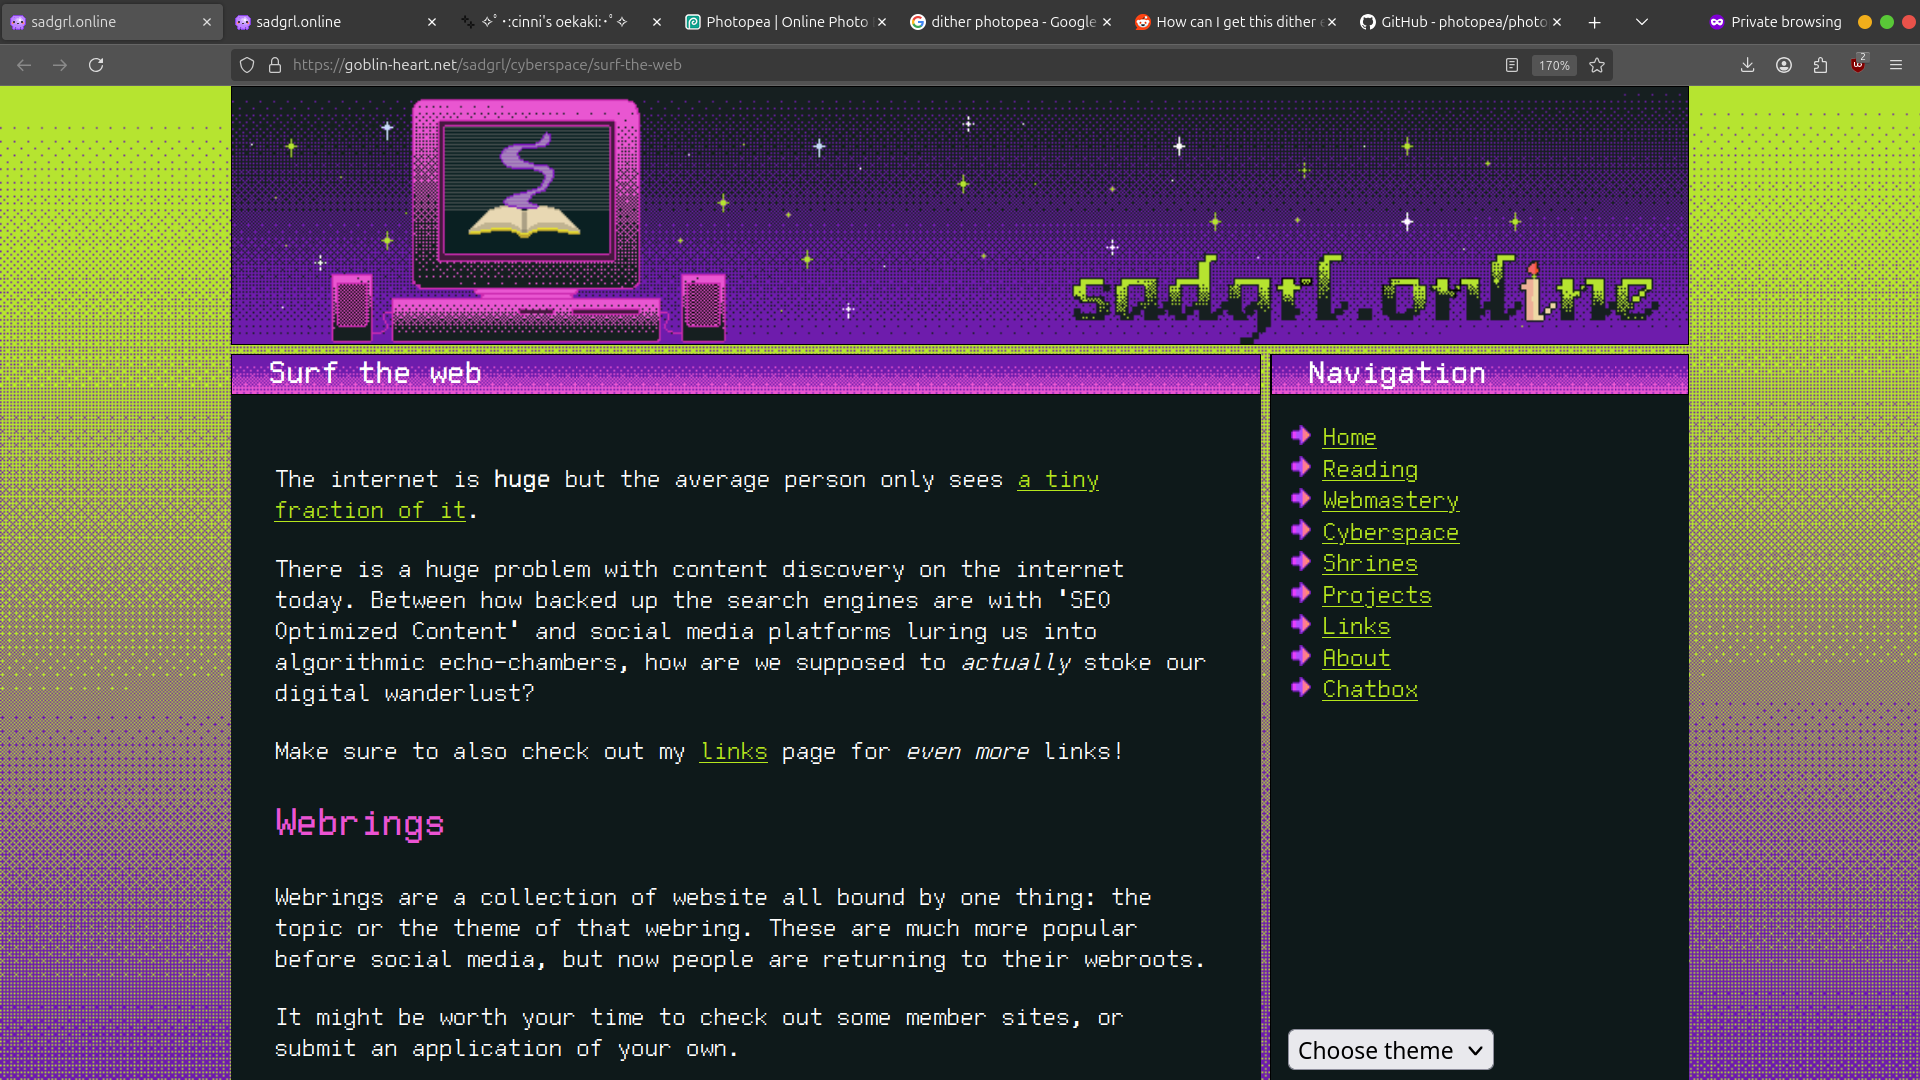 sadgrl.online
sadgrl.online
✧˚･:cinni's oekaki:･˚✧
Photopea | Online Photo
dither photopea - Google
How can I get this dither e
GitHub - photopea/photo
Private browsing
https://goblin-heart.net/sadgrl/cyberspace/surf-the-web
170%
2
sadgrl.online
Surf the web
The internet is huge but the average person only sees a tiny
fraction of it.
There is a huge problem with content discovery on the internet
today. Between how backed up the search engines are with 'SEO
Optimized Content' and social media platforms luring us into
algorithmic echo-chambers, how are we supposed to actually stoke our
digital wanderlust?
Make sure to also check out my links page for even more links!
Webrings
Webrings are a collection of website all bound by one thing: the
topic or the theme of that webring. These are much more popular
before social media, but now people are returning to their webroots.
It might be worth your time to check out some member sites, or
submit an application of your own.
Navigation
Home
Reading
Webmastery
Cyberspace
Shrines
Projects
Links
About
Chatbox
Choose theme